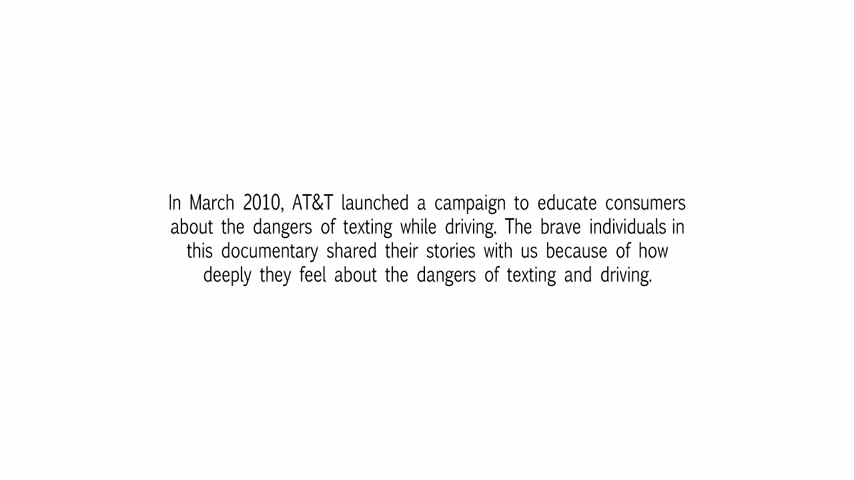 In March 2010, AT&T launched a campaign to educate consumers
about the dangers of texting while driving. The brave individuals in
this documentary shared their stories with us because of how
deeply they feel about the dangers of texting and driving.